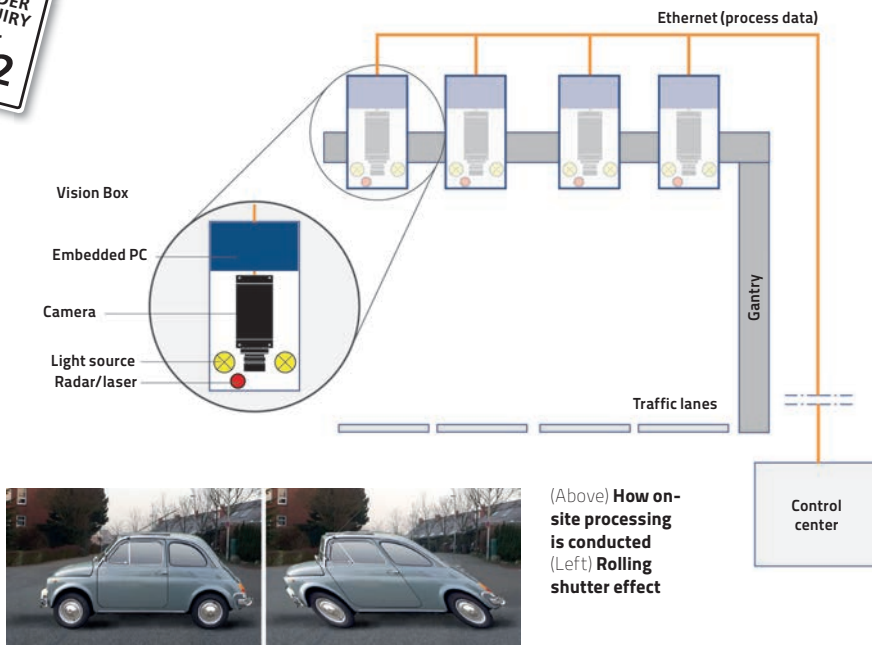 2
Ethernet (process data)
Vision Box
Embedded PC
Camera
Light source
Radar/laser
Gantry
Traffic lanes
Control
center
(Above) How on-
site processing
is conducted
(Left) Rolling
shutter effect